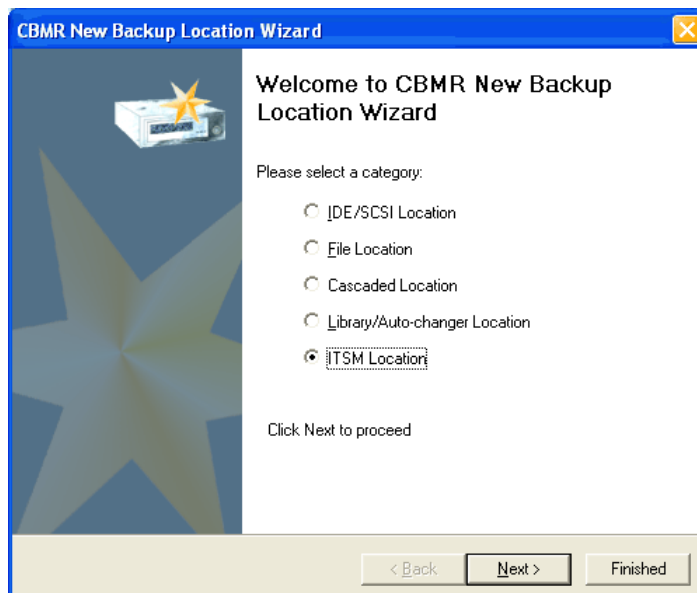 CBMR New Backup Location Wizard
Welcome to CBMR New Backup
Location Wizard
Please select a category:
IDE/SCSI Location
File Location
Cascaded Location
Library/Auto-changer Location
ITSM Location
Click Next to proceed
< Back
Next >
Finished